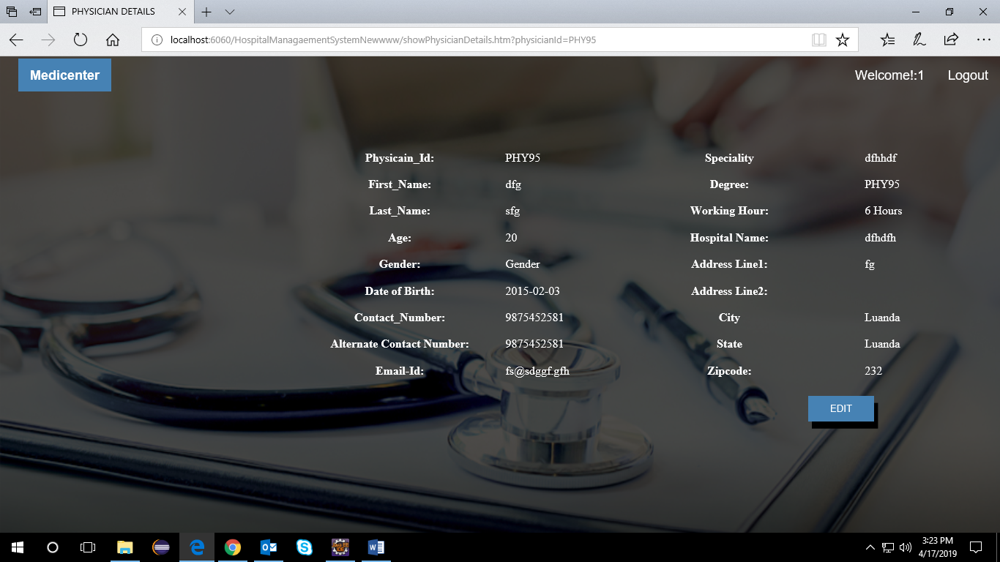 PHYSICIAN DETAILS
localhost:6060/HospitalManagaementSystemNewwww/showPhysicianDetails.htm?physicianId=PHY95
Medicenter Welcome!:1 Logout
Physicain_Id: PHY95 Speciality dfhhdf
First_Name: dfg Degree: PHY95
Last_Name: sfg Working Hour: 6 Hours
Age: 20 Hospital Name: dfhdfh
Gender: Gender Address Line1: fg
Date of Birth: 2015-02-03 Address Line2:
Contact_Number: 9875452581 City Luanda
Alternate Contact Number: 9875452581 State Luanda
Email-Id: fs@sdggf.gfh Zipcode: 232
EDIT
3:23 PM
4/17/2019